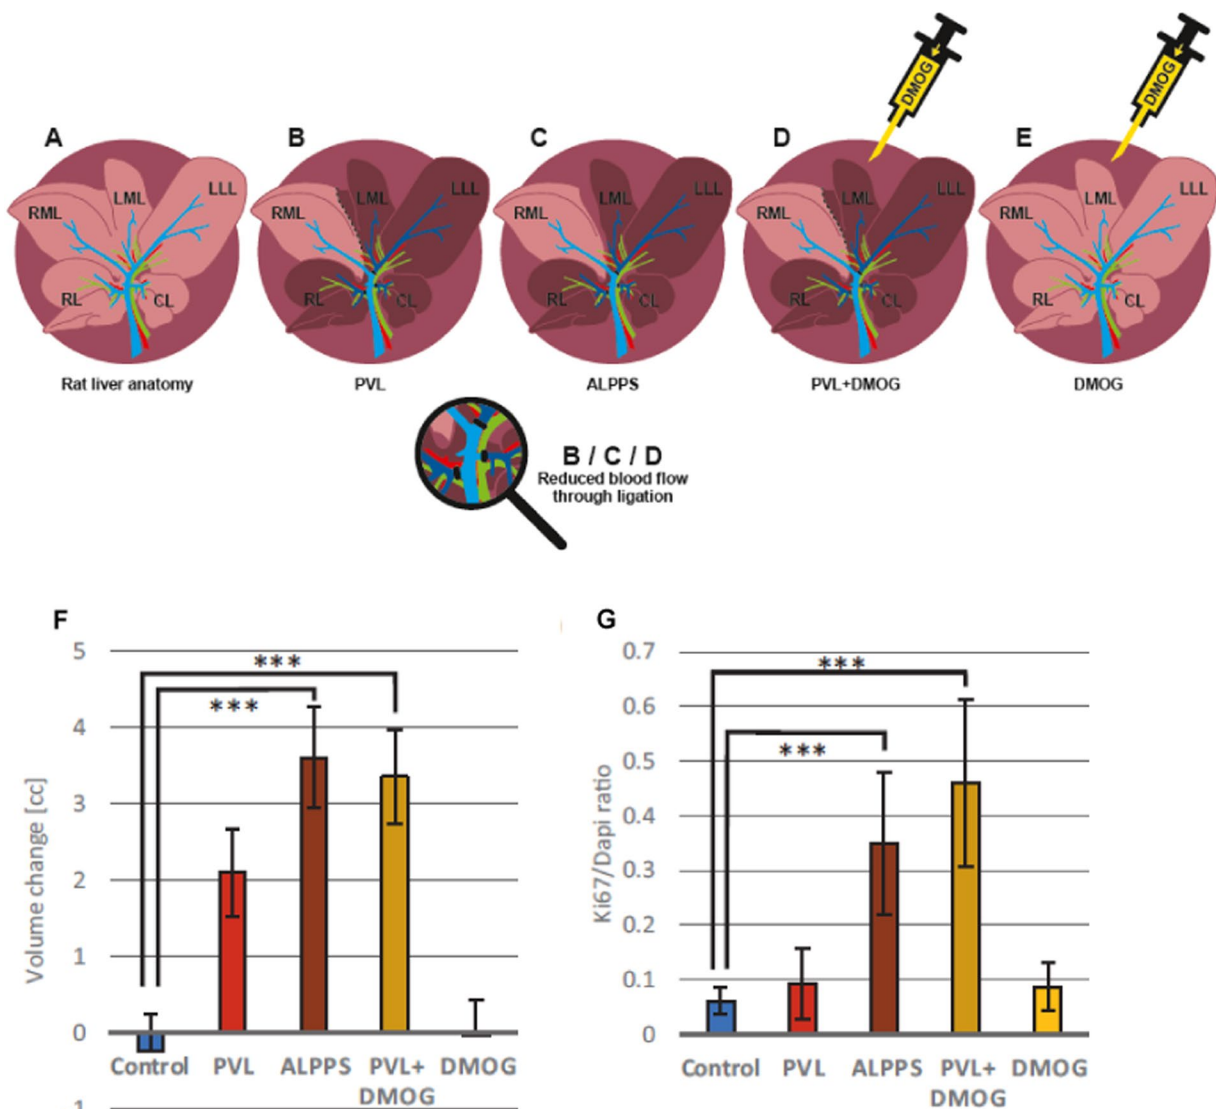 A
B
C
D
E
DMOG
DMOG
RML
LML
LLL
RL
CL
RML
LML
LLL
RL
CL
RML
LML
LLL
RL
CL
RML
LML
LLL
RL
CL
RML
LML
LLL
RL
CL
Rat liver anatomy
PVL
ALPPS
PVL+DMOG
DMOG
B / C / D
Reduced blood flow
through ligation
F
Volume change [cc]
5
4
3
2
1
0
1
***
***
Control
PVL
ALPPS
PVL+
DMOG
DMOG
G
Ki67/Dapi ratio
0.7
0.6
0.5
0.4
0.3
0.2
0.1
0
***
***
Control
PVL
ALPPS
PVL+
DMOG
DMOG